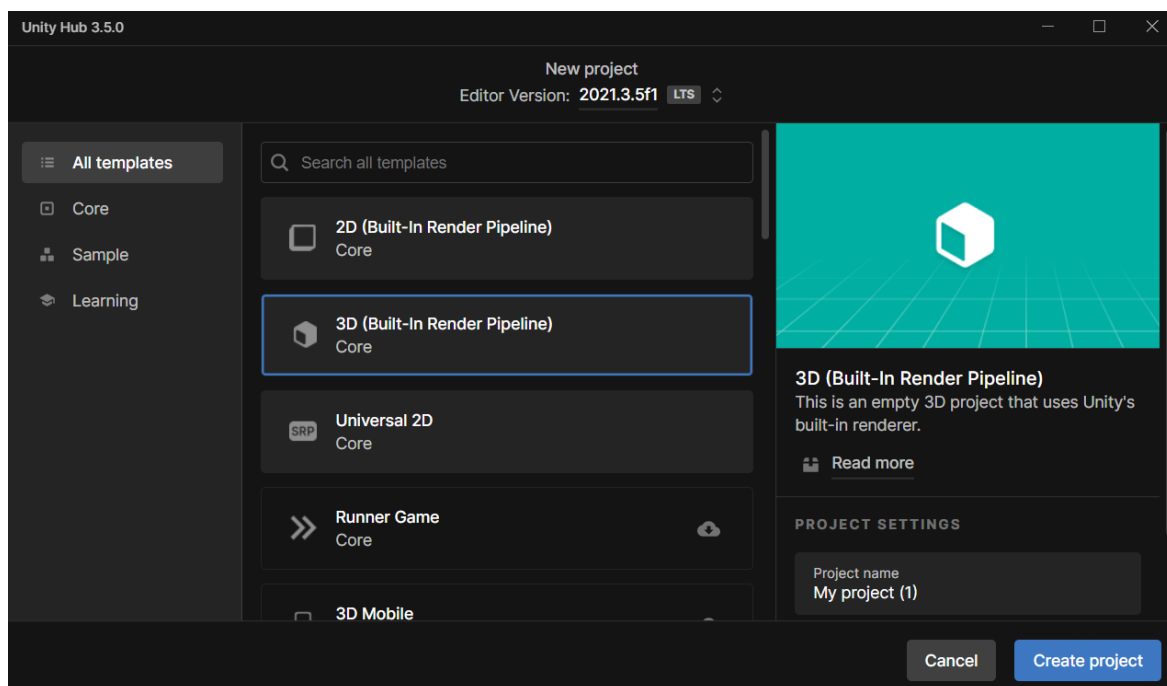 Unity Hub 3.5.0
New project
Editor Version: 2021.3.5f1 LTS
All templates
Core
Sample
Learning
Search all templates
2D (Built-In Render Pipeline)
Core
3D (Built-In Render Pipeline)
Core
Universal 2D
Core
SRP
Runner Game
Core
3D Mobile
3D (Built-In Render Pipeline)
This is an empty 3D project that uses Unity's
built-in renderer.
Read more
PROJECT SETTINGS
Project name
My project (1)
Cancel
Create project